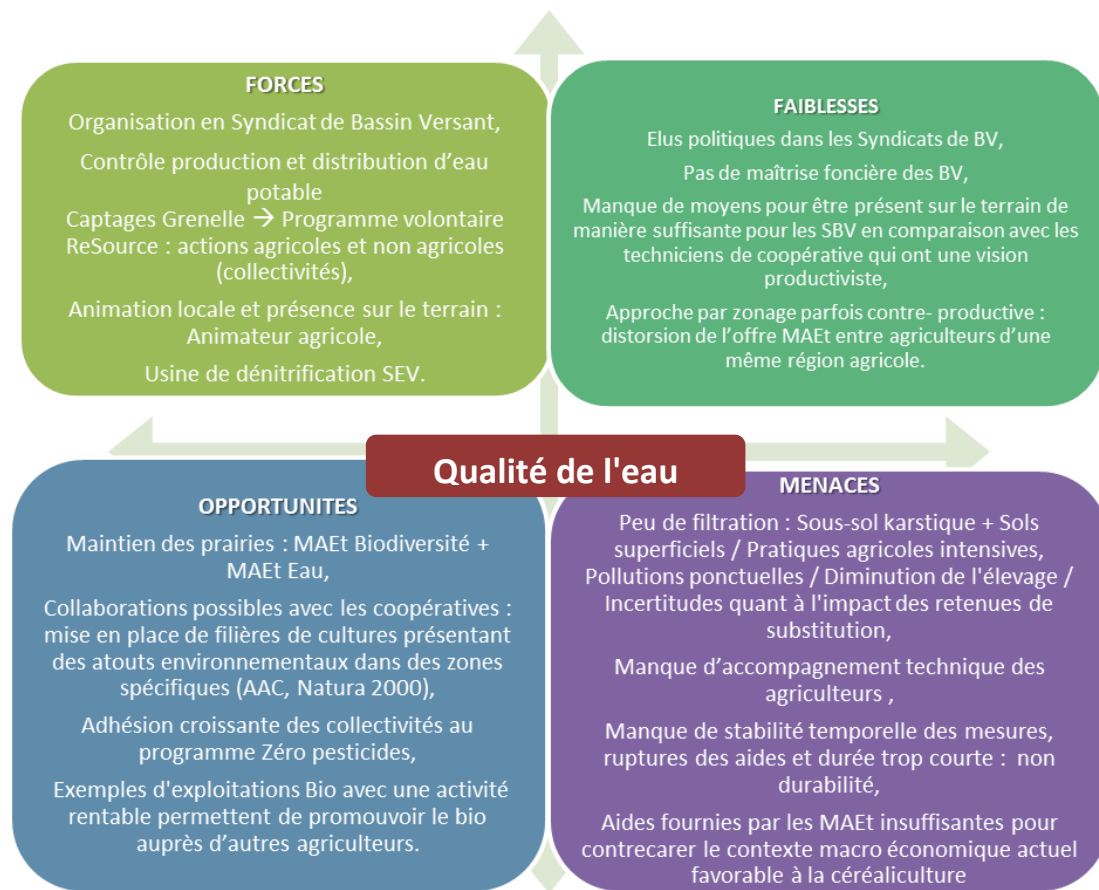 FORCES
Organisation en Syndicat de Bassin Versant,
Contrôle production et distribution d'eau
potable
Captages Grenelle → Programme volontaire
ReSource : actions agricoles et non agricoles
(collectivités),
Animation locale et présence sur le terrain :
Animateur agricole,
Usine de dénitrification SEV.
FAIBLESSES
Elus politiques dans les Syndicats de BV,
Pas de maîtrise foncière des BV,
Manque de moyens pour être présent sur le terrain de
manière suffisante pour les SBV en comparaison avec les
techniciens de coopérative qui ont une vision
productiviste,
Approche par zonage parfois contre- productive :
distorsion de l'offre MAEt entre agriculteurs d'une
même région agricole.
Qualité de l'eau
OPPORTUNITES
Maintien des prairies : MAEt Biodiversité +
MAEt Eau,
Collaborations possibles avec les coopératives :
mise en place de filières de cultures présentant
des atouts environnementaux dans des zones
spécifiques (AAC, Natura 2000),
Adhésion croissante des collectivités au
programme Zéro pesticides,
Exemples d'exploitations Bio avec une activité
rentable permettent de promouvoir le bio
auprès d'autres agriculteurs.
MENACES
Peu de filtration : Sous-sol karstique + Sols
superficiels / Pratiques agricoles intensives,
Pollutions ponctuelles / Diminution de l'élevage /
Incertitudes quant à l'impact des retenues de
substitution,
Manque d'accompagnement technique des
agriculteurs ,
Manque de stabilité temporelle des mesures,
ruptures des aides et durée trop courte : non
durabilité,
Aides fournies par les MAEt insuffisantes pour
contrecarer le contexte macro économique actuel
favorable à la céréaliculture